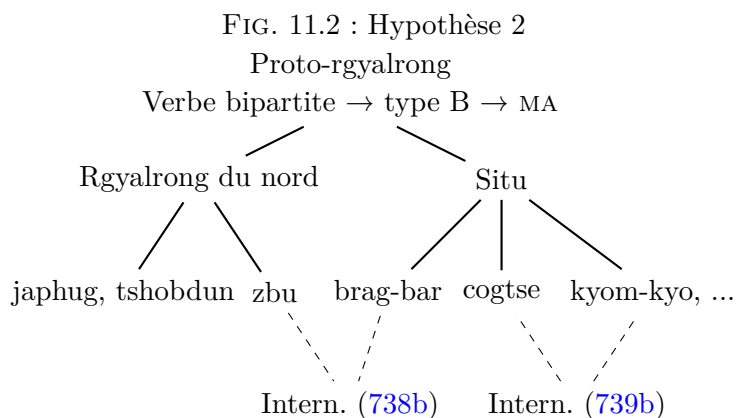 FIG. 11.2 : Hypothèse 2
Proto-rgyalrong
Verbe bipartite → type B → MA
Rgyalrong du nord Situ
japhug, tshobdun zbu brag-bar cogtse kyom-kyo, ...
Intern. (738b) Intern. (739b)